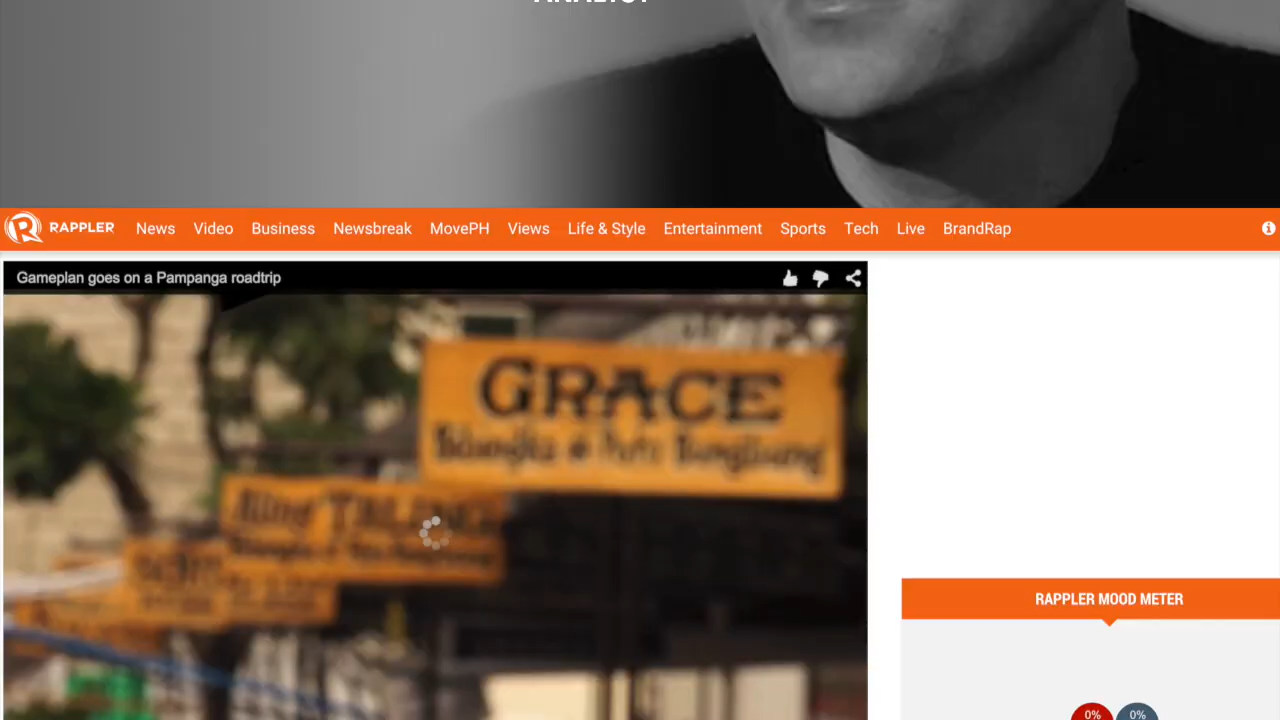 RAPPLER
News
Video
Business
Newsbreak
MovePH
Views
Life & Style
Entertainment
Sports
Tech
Live
BrandRap
Gameplan goes on a Pampanga roadtrip
GRACE
RAPPLER MOOD METER
0%
0%